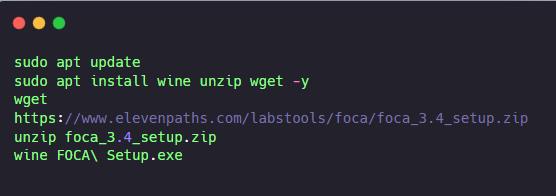 sudo apt update
sudo apt install wine unzip wget -y
wget
https://www.elevenpaths.com/labstools/foca/foca_3.4_setup.zip
unzip foca_3.4_setup.zip
wine FOCA\ Setup.exe